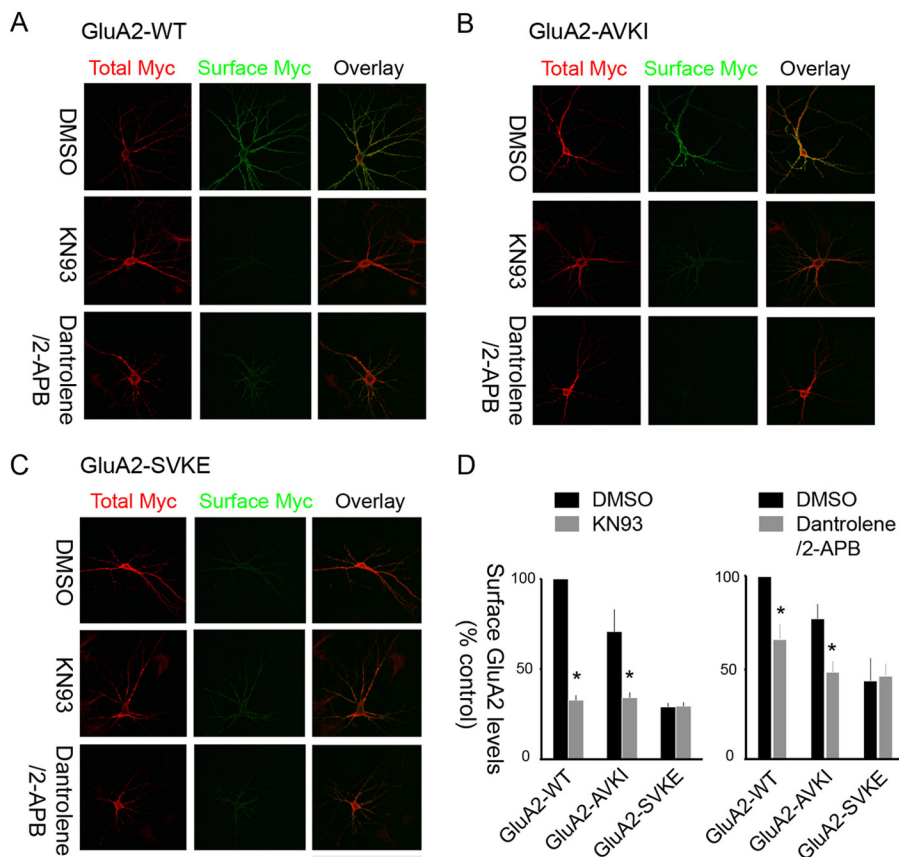 A
GluA2-WT
Total Myc Surface Myc Overlay
DMSO
KN93
Dantrolene
/2-APB
B
GluA2-AVKI
Total Myc Surface Myc Overlay
DMSO
KN93
Dantrolene
/2-APB
C
GluA2-SVKE
Total Myc Surface Myc Overlay
DMSO
KN93
Dantrolene
/2-APB
D
DMSO
KN93
DMSO
Dantrolene
/2-APB
Surface GluA2 levels
(% control)
100
50
0
*
*
GluA2-WT
GluA2-AVKI
GluA2-SVKE
100
50
0
*
*
GluA2-WT
GluA2-AVKI
GluA2-SVKE